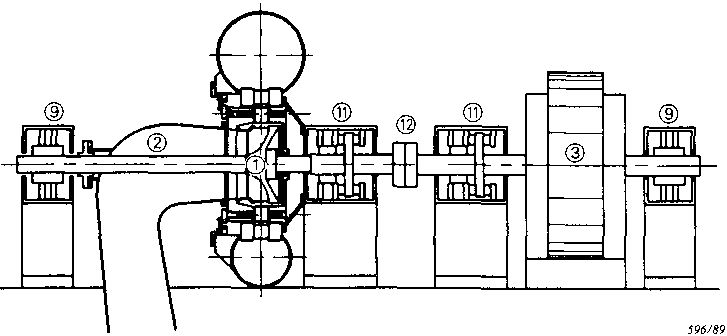 ⑨ ⑪ ⑪ ⑨
⑫
②
① ③
596/89